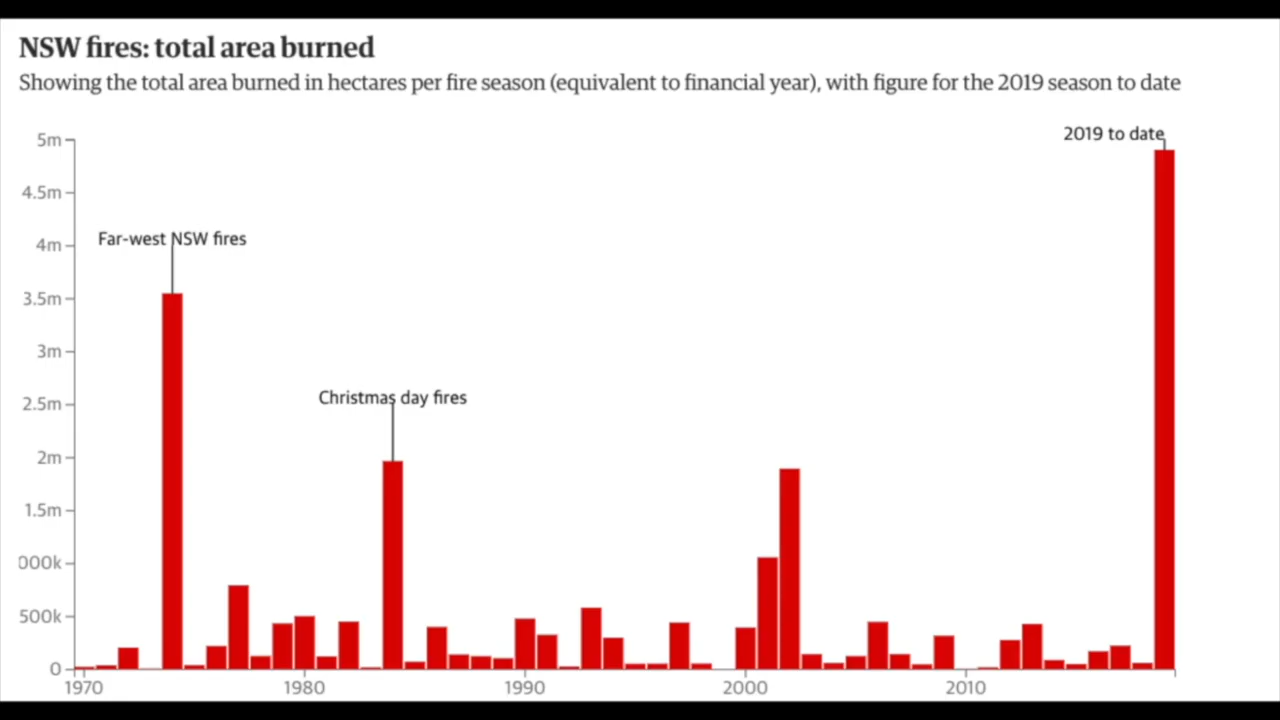 NSW fires: total area burned
Showing the total area burned in hectares per fire season (equivalent to financial year), with figure for the 2019 season to date
2019 to date
5m
4.5m
Far-west NSW fires
4m
3.5m
3m
Christmas day fires
2.5m
2m
1.5m
000k
500k
0
1970 1980 1990 2000 2010